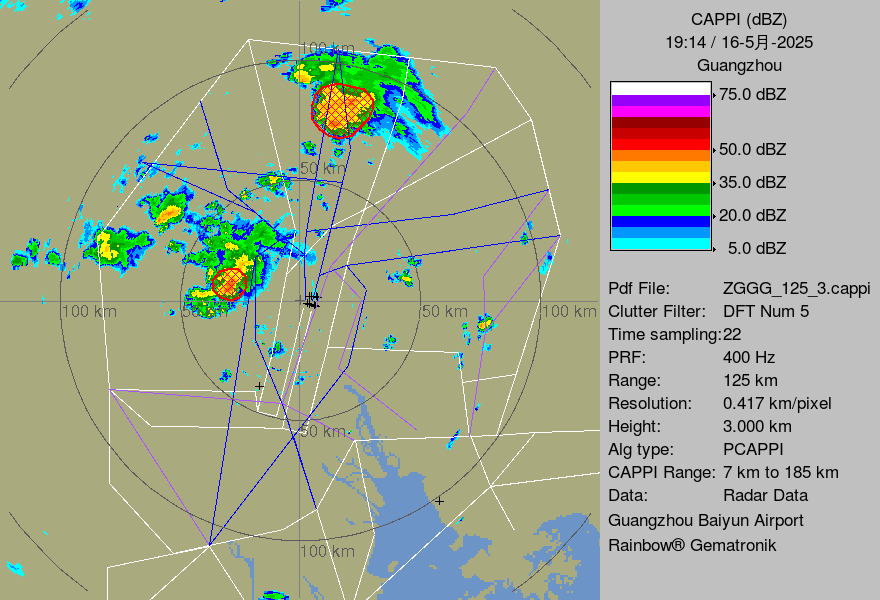 CAPPI (dBZ)
19:14 / 16-5月-2025
Guangzhou
75.0 dBZ
50.0 dBZ
35.0 dBZ
20.0 dBZ
5.0 dBZ
Pdf File: ZGGG_125_3.cappi
Clutter Filter: DFT Num 5
Time sampling:22
PRF: 400 Hz
Range: 125 km
Resolution: 0.417 km/pixel
Height: 3.000 km
Alg type: PCAPPI
CAPPI Range: 7 km to 185 km
Data: Radar Data
Guangzhou Baiyun Airport
Rainbow® Gematronik
100 km
50 km
100 km
50 km
50 km
100 km
50 km
100 km